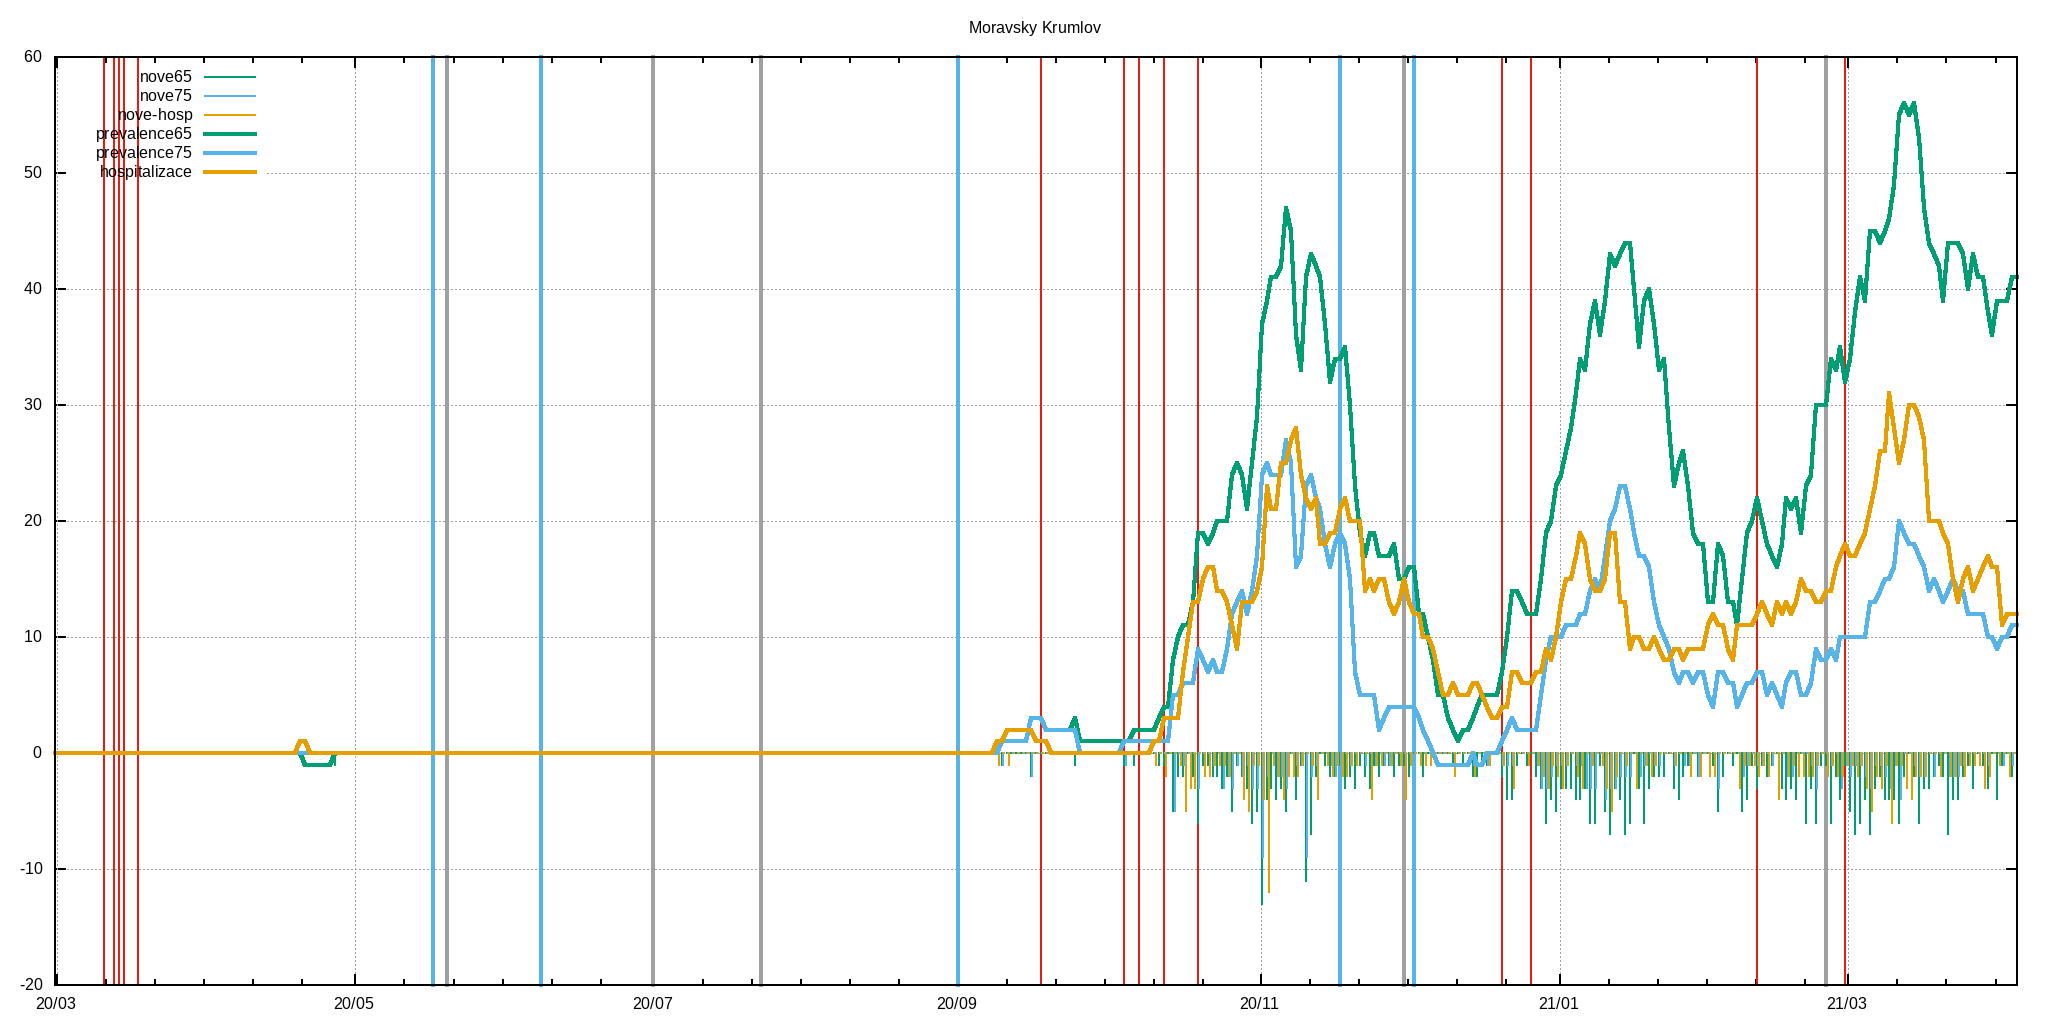 Moravsky Krumlov
60
50
40
30
20
10
0
-10
-20
nove65
nove75
nove-hosp
prevalence65
prevalence75
hospitalizace
20/03 20/05 20/07 20/09 20/11 21/01 21/03